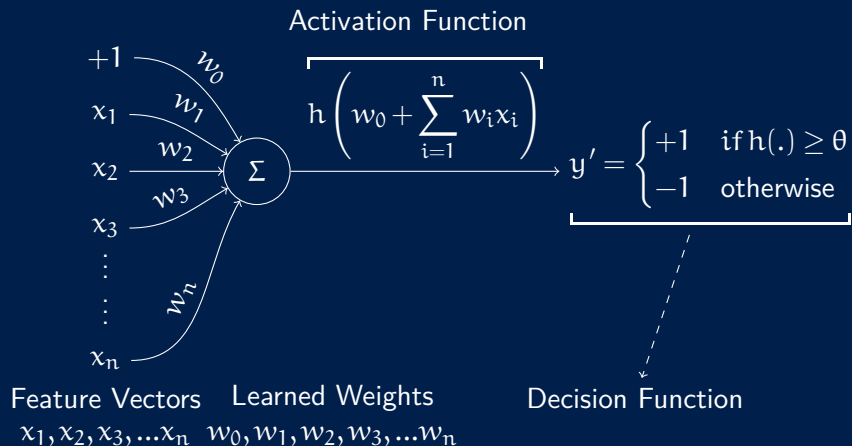 Activation Function
+1 w₀
h(w₀ + ∑ᵢ₌₁ⁿ wᵢxᵢ)
x₁ w₁
x₂ w₂ Σ
y′ = { +1 if h(.) ≥ θ
−1 otherwise
x₃ w₃
⋮
⋮
xₙ wₙ
Feature Vectors Learned Weights Decision Function
x₁, x₂, x₃, ...xₙ w₀, w₁, w₂, w₃, ...wₙ